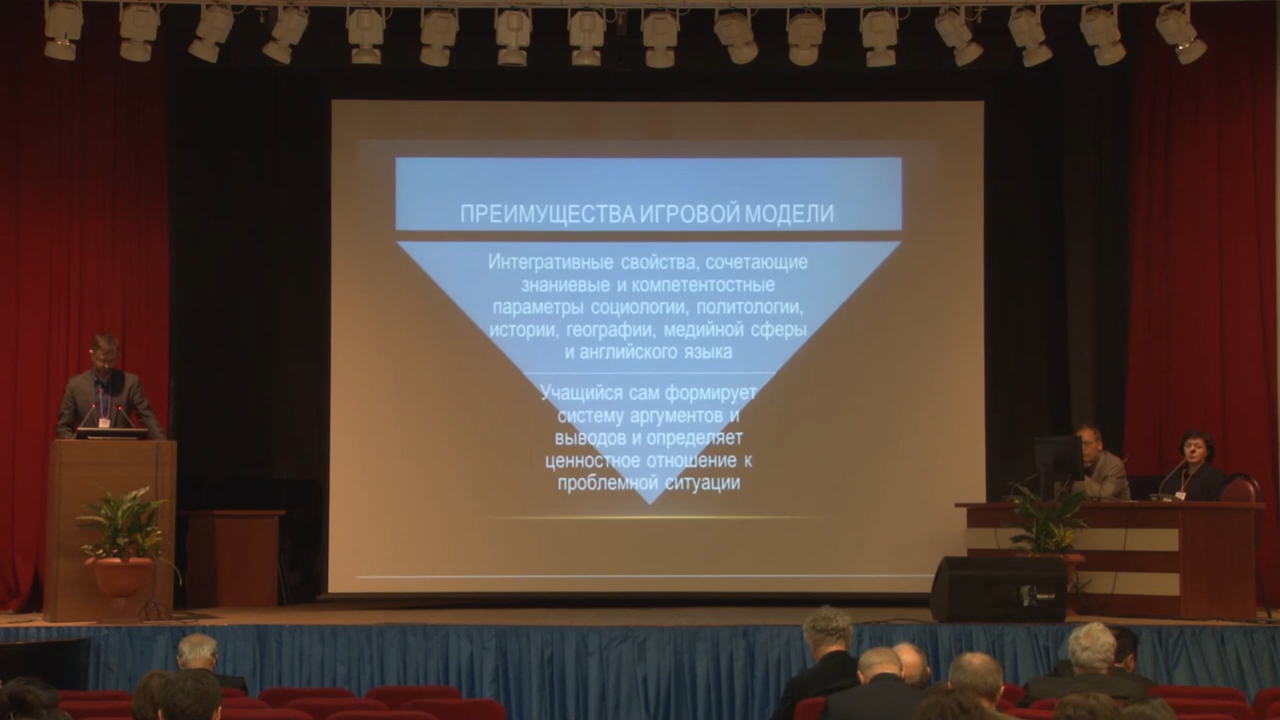 ПРЕИМУЩЕСТВА ИГРОВОЙ МОДЕЛИ
Интегративные свойства, сочетающие
знаниевые и компетентостные
параметры социологии, политологии,
истории, географии, медийной сферы
и английского языка
Учащийся сам формирует
систему аргументов и
выводов и определяет
ценностное отношение к
проблемной ситуации